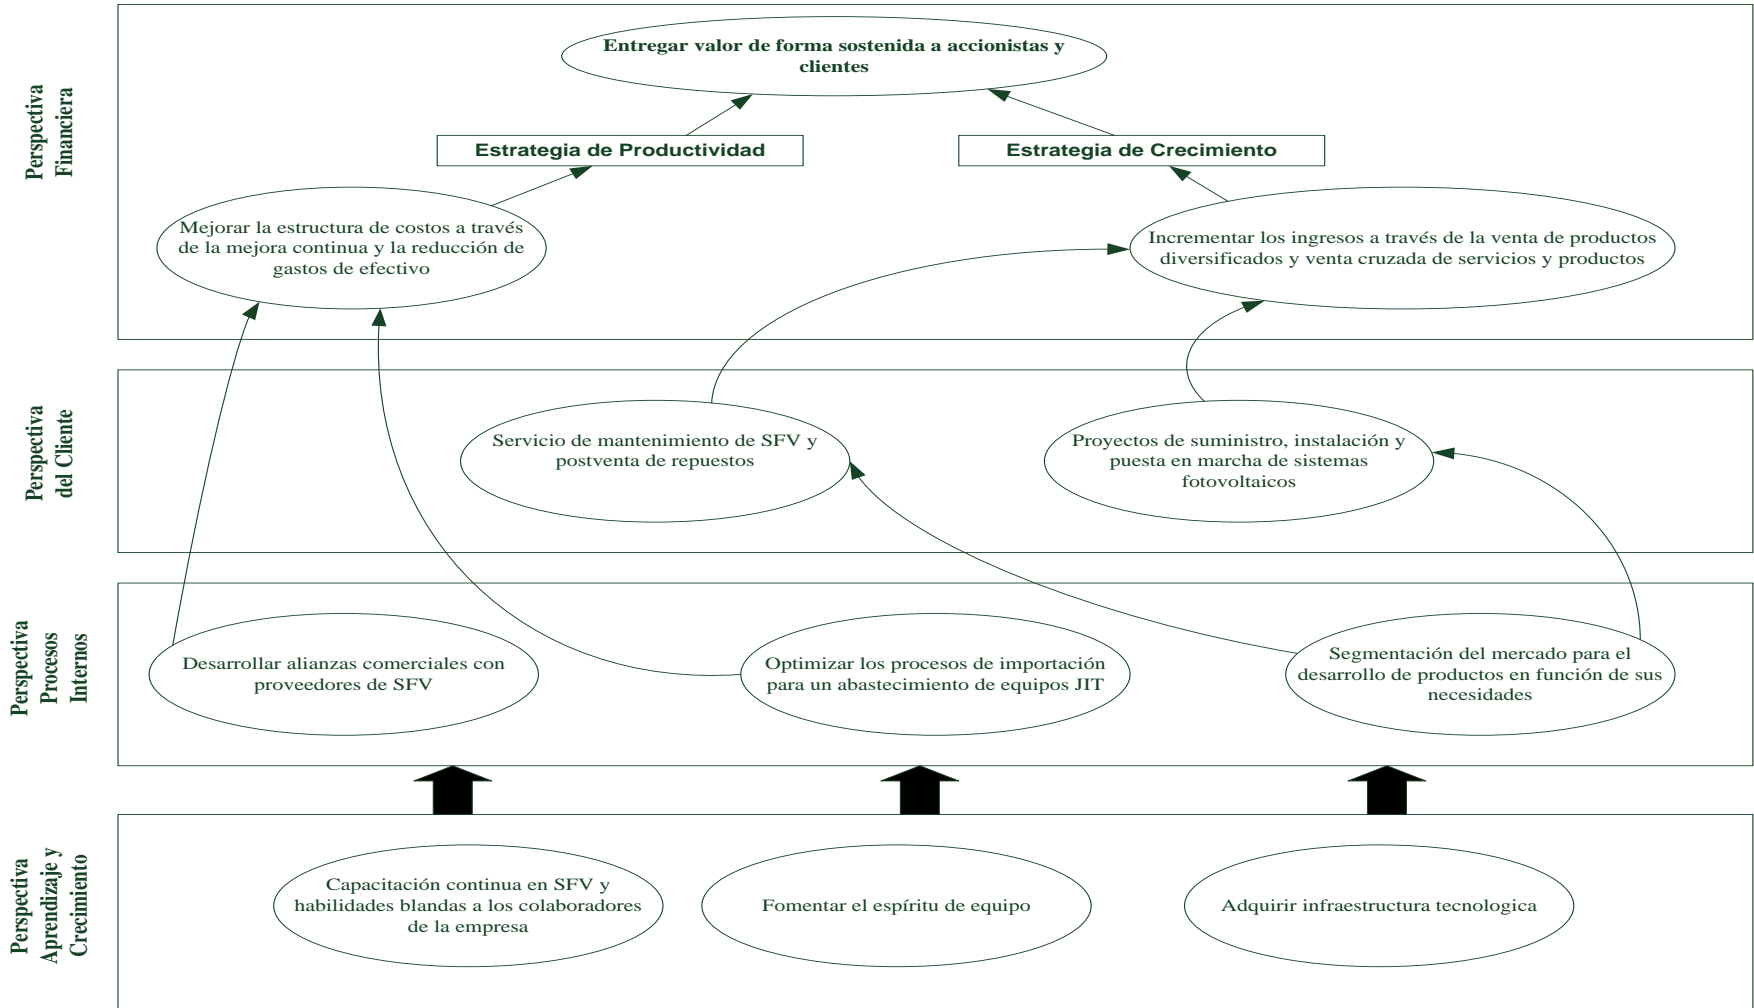 Perspectiva
Financiera
Entregar valor de forma sostenida a accionistas y
clientes
Estrategia de Productividad
Estrategia de Crecimiento
Mejorar la estructura de costos a través
de la mejora continua y la reducción de
gastos de efectivo
Incrementar los ingresos a través de la venta de productos
diversificados y venta cruzada de servicios y productos
Perspectiva
del Cliente
Servicio de mantenimiento de SFV y
postventa de repuestos
Proyectos de suministro, instalación y
puesta en marcha de sistemas
fotovoltaicos
Perspectiva
Procesos
Internos
Desarrollar alianzas comerciales con
proveedores de SFV
Optimizar los procesos de importación
para un abastecimiento de equipos JIT
Segmentación del mercado para el
desarrollo de productos en función de sus
necesidades
Perspectiva
Aprendizaje y
Crecimiento
Capacitación continua en SFV y
habilidades blandas a los colaboradores
de la empresa
Fomentar el espíritu de equipo
Adquirir infraestructura tecnologica